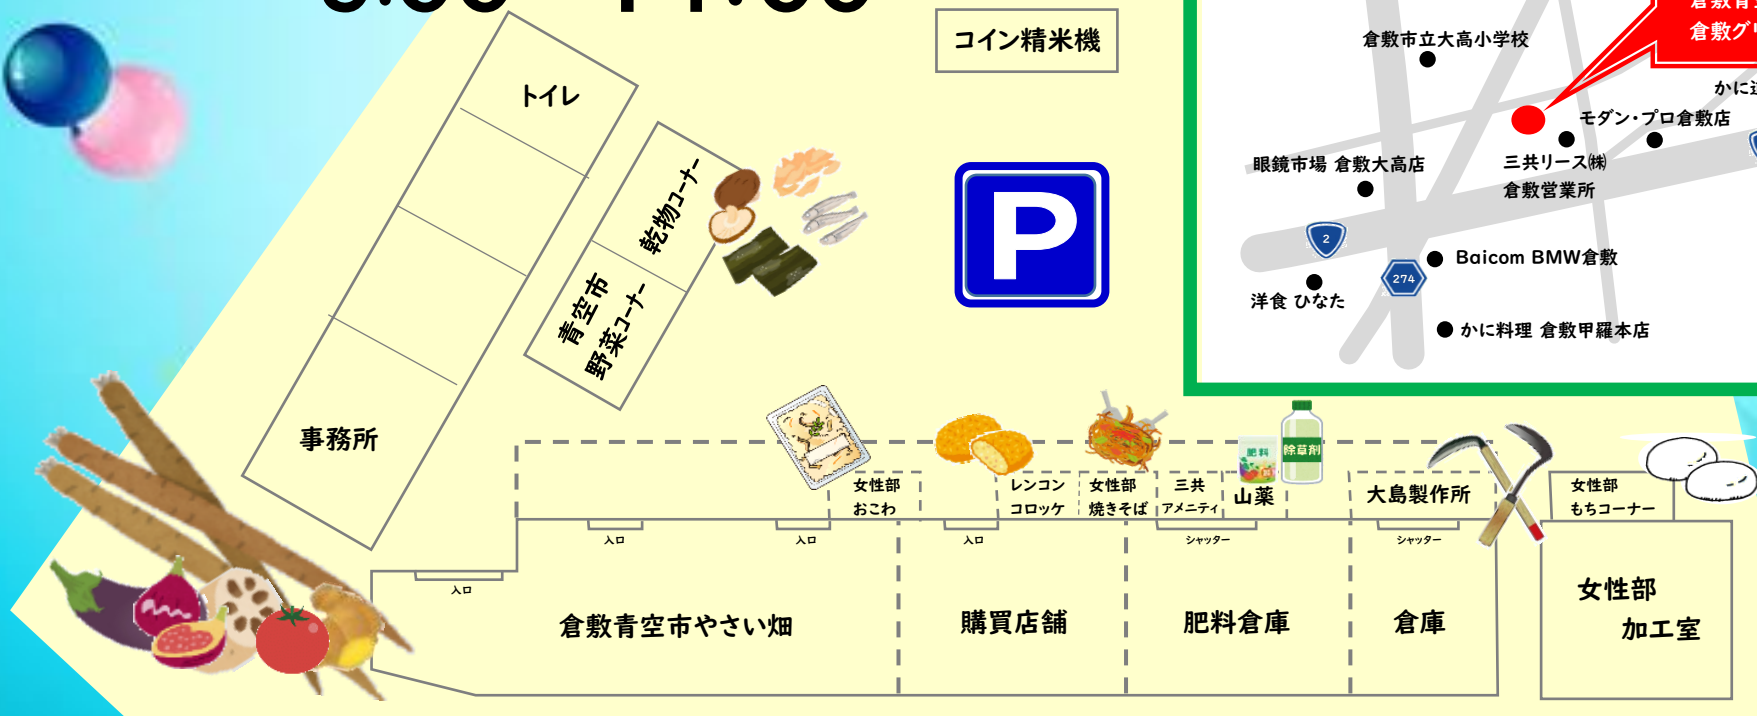 コイン精米機
トイレ
乾物コーナー
青空市
野菜コーナー
事務所
P
倉敷市立大高小学校
モダン・プロ倉敷店
眼鏡市場 倉敷大高店
三共リース㈱
倉敷営業所
2
274
Baicom BMW倉敷
洋食 ひなた
かに料理 倉敷甲羅本店
肥料
除草剤
女性部
おこわ
レンコン
コロッケ
女性部
焼きそば
三共
アメニティ
山薬
大島製作所
女性部
もちコーナー
入口
入口
入口
シャッター
シャッター
入口
倉敷青空市やさい畑
購買店舗
肥料倉庫
倉庫
女性部
加工室